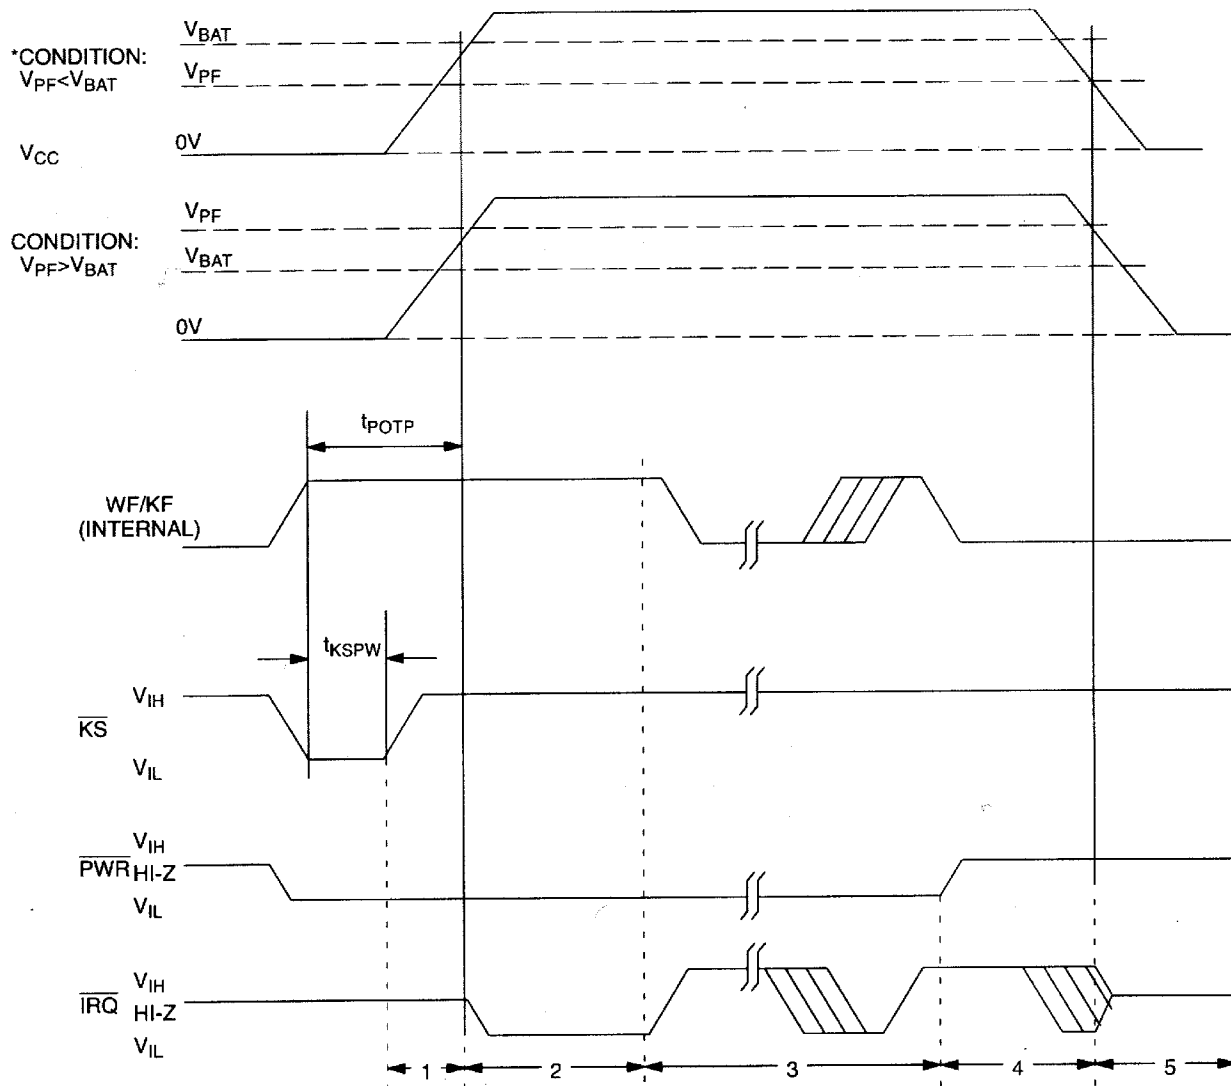 *CONDITION:
VPF<VBAT
VBAT
VPF
VCC
0V
CONDITION:
VPF>VBAT
VPF
VBAT
0V
tPOTP
WF/KF
(INTERNAL)
tKSPW
KS
VIH
VIL
PWR
VIH
HI-Z
VIL
IRQ
VIH
HI-Z
VIL
1 2 3 4 5